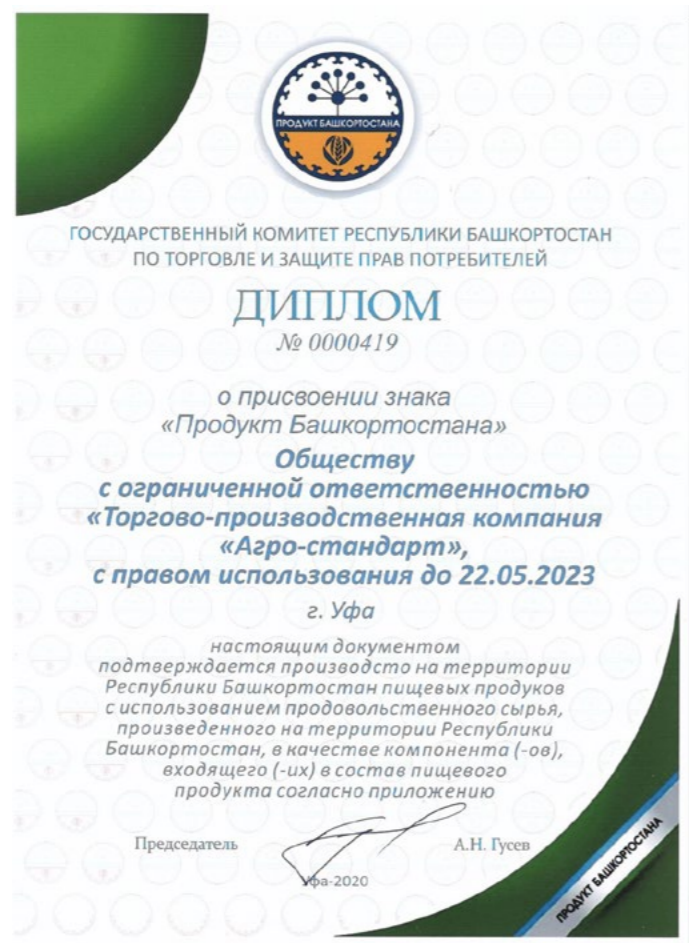 ПРОДУКТ БАШКОРТОСТАНА
ГОСУДАРСТВЕННЫЙ КОМИТЕТ РЕСПУБЛИКИ БАШКОРТОСТАН
ПО ТОРГОВЛЕ И ЗАЩИТЕ ПРАВ ПОТРЕБИТЕЛЕЙ
ДИПЛОМ
№ 0000419
о присвоении знака
«Продукт Башкортостана»
Обществу
с ограниченной ответственностью
«Торгово-производственная компания
«Агро-стандарт»,
с правом использования до 22.05.2023
г. Уфа
настоящим документом
подтверждается производсто на территории
Республики Башкортостан пищевых продуков
с использованием продовольственного сырья,
произведенного на территории Республики
Башкортостан, в качестве компонента (-ов),
входящего (-их) в состав пищевого
продукта согласно приложению
Председатель А.Н. Гусев
Уфа-2020
ПРОДУКТ БАШКОРТОСТАНА